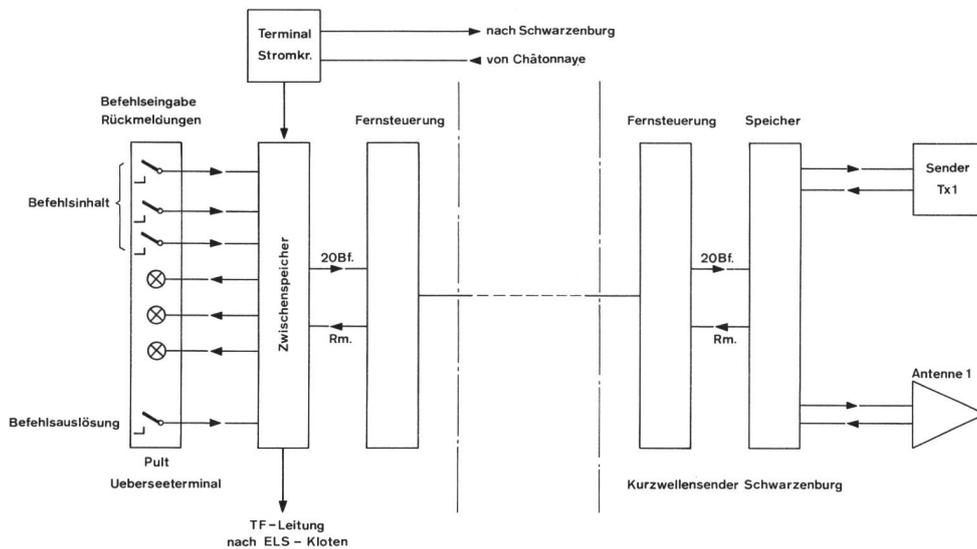 Terminal
Stromkr.
nach Schwarzenburg
von Châtonnaye
Befehlseingabe
Rückmeldungen
Fernsteuerung
Fernsteuerung
Speicher
Befehlsinhalt
Sender
Tx1
20Bf.
20Bf.
Zwischenspeicher
Rm.
Rm.
Antenne 1
Befehlsauslösung
Pult
Ueberseeterminal
Kurzwellensender Schwarzenburg
TF-Leitung
nach ELS-Kloten